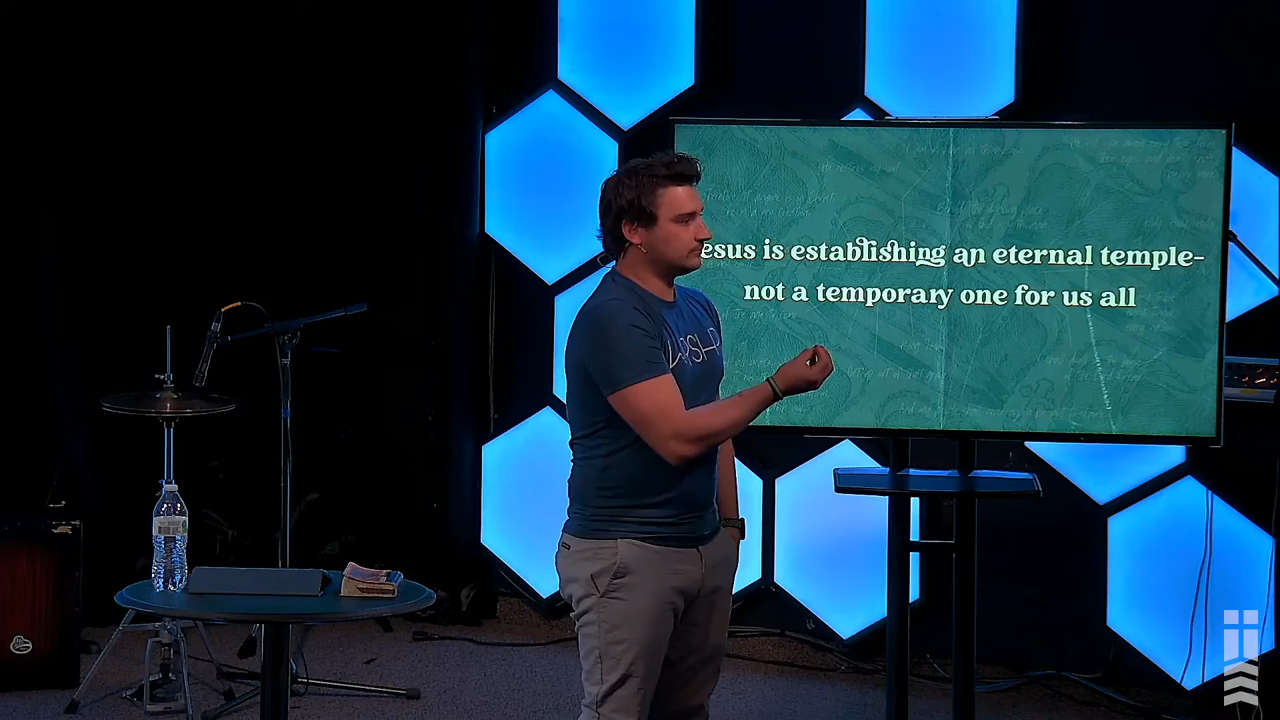 esus is establishing an eternal temple-
not a temporary one for us all